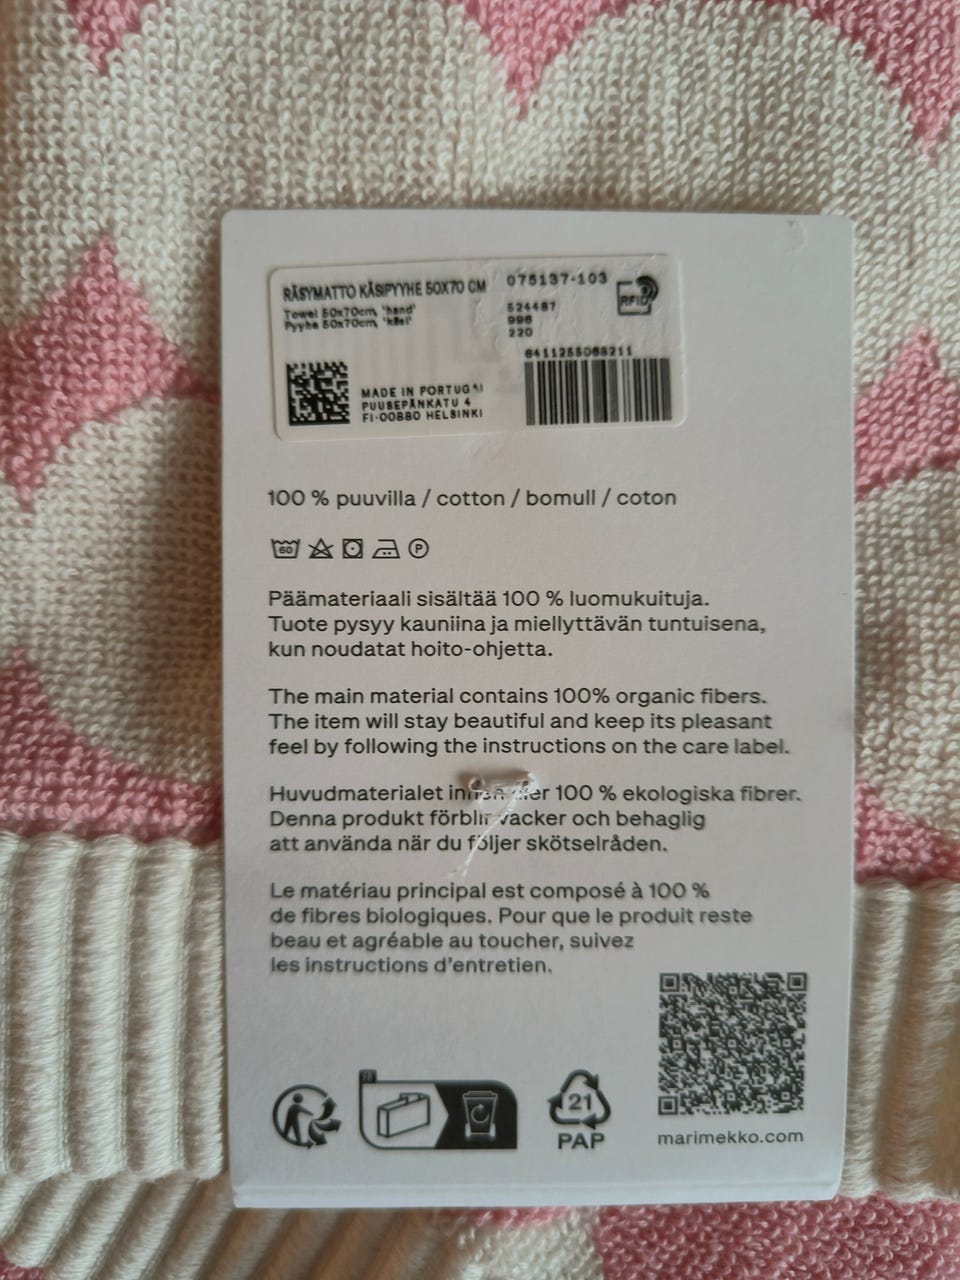 RÄSYMATTO KÄSIPYYHE 50X70 CM
Towel 50x70cm, 'hand'
Pyyhe 50x70cm, 'käsi'
075137-103
524487
996
220
RFID
6411255068211
MADE IN PORTUGAL
PUUSEPÄNKATU 4
FI-00880 HELSINKI
100 % puuvilla / cotton / bomull / coton
60
P
Päämateriaali sisältää 100 % luomukuituja.
Tuote pysyy kauniina ja miellyttävän tuntuisena,
kun noudatat hoito-ohjetta.
The main material contains 100% organic fibers.
The item will stay beautiful and keep its pleasant
feel by following the instructions on the care label.
Huvudmaterialet innehåller 100 % ekologiska fibrer.
Denna produkt förblir vacker och behaglig
att använda när du följer skötselråden.
Le matériau principal est composé à 100 %
de fibres biologiques. Pour que le produit reste
beau et agréable au toucher, suivez
les instructions d'entretien.
FR
21
PAP
marimekko.com